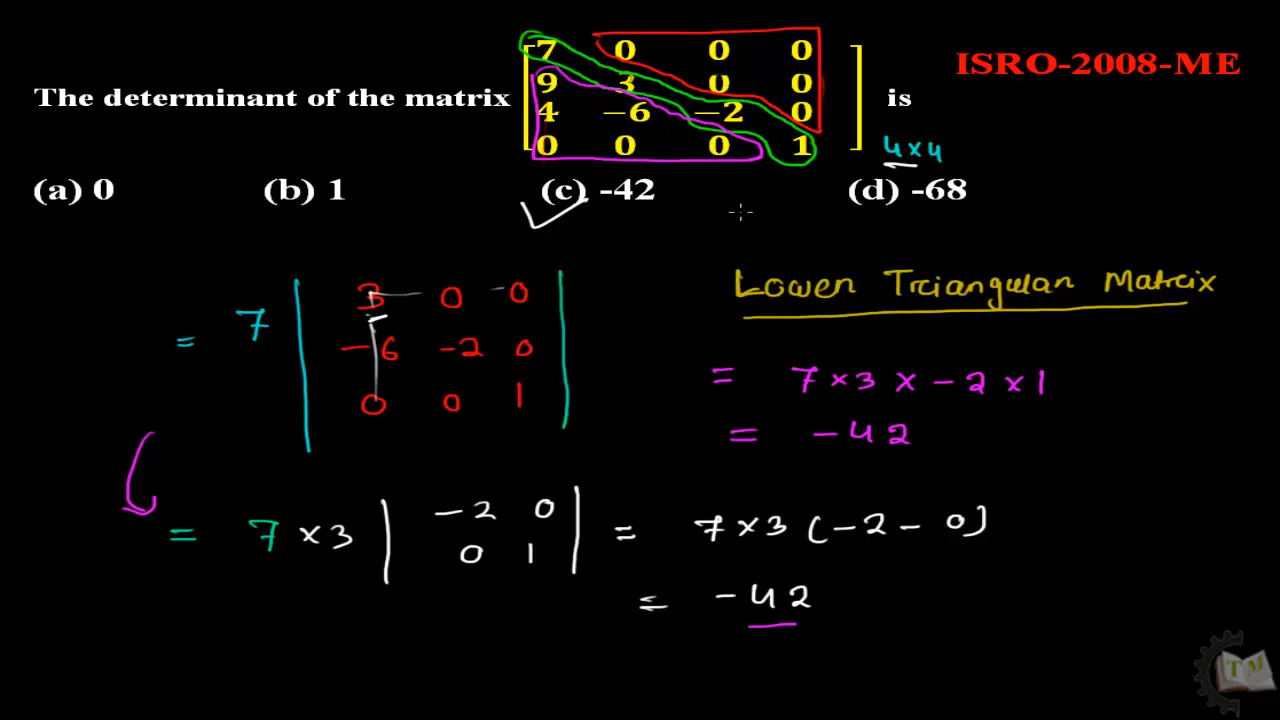 7 0 0 0
ISRO-2008-ME
9 3 0 0
The determinant of the matrix is
4 -6 -2 0
0 0 0 1
4×4
(a) 0 (b) 1 (c) -42 (d) -68
Lower Triangular Matrix
= 7 | 3 0 0 |
-6 -2 0
0 0 1
= 7 × 3 × -2 × 1
= -42
= 7 × 3 | -2 0 | = 7 × 3 (-2 - 0)
0 1
= -42
TM